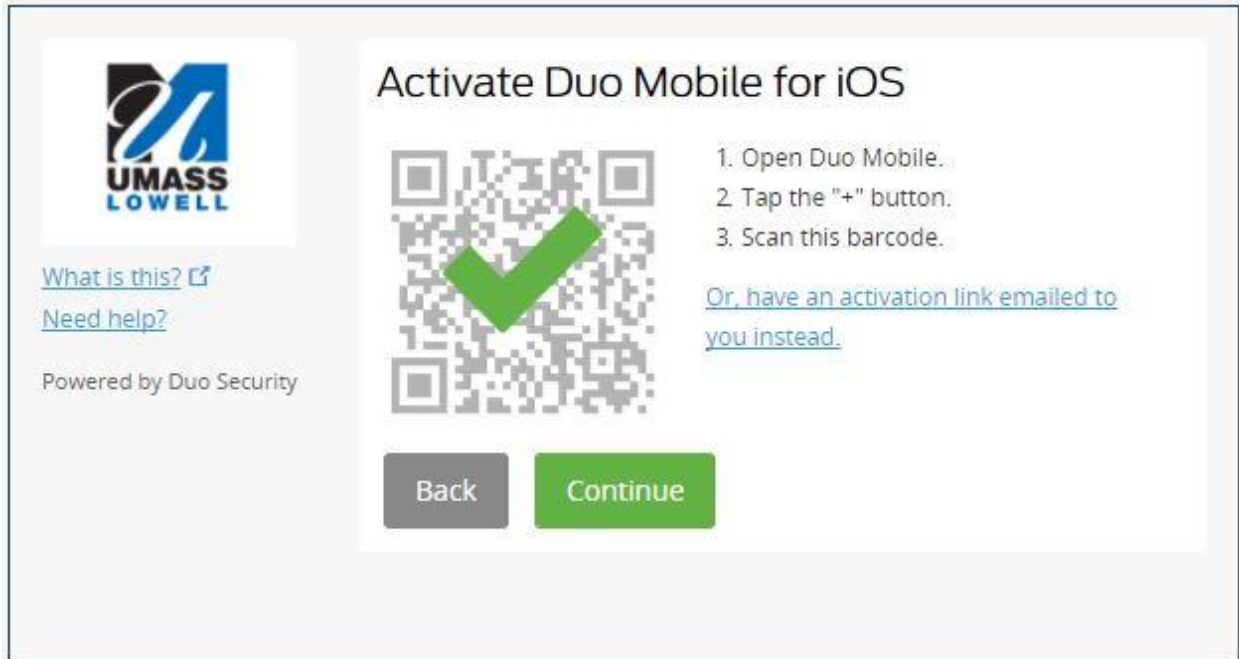 UMASS
LOWELL
What is this?
Need help?
Powered by Duo Security
Activate Duo Mobile for iOS
1. Open Duo Mobile.
2 Tap the "+" button.
3. Scan this barcode.
Or, have an activation link emailed to
you instead.
Back
Continue